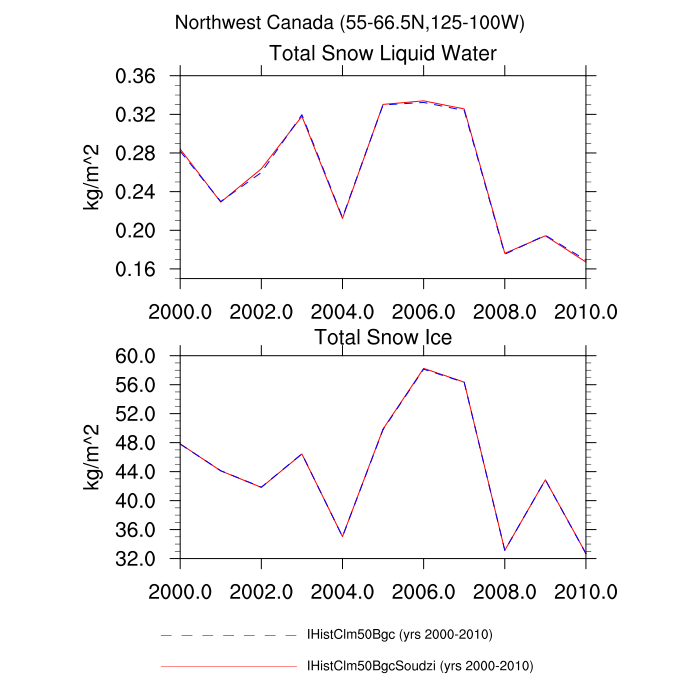 Northwest Canada (55-66.5N,125-100W)
Total Snow Liquid Water
0.36
0.32
0.28
0.24
0.20
0.16
kg/m^2
2000.0 2002.0 2004.0 2006.0 2008.0 2010.0
Total Snow Ice
60.0
56.0
52.0
48.0
44.0
40.0
36.0
32.0
kg/m^2
2000.0 2002.0 2004.0 2006.0 2008.0 2010.0
IHistClm50Bgc (yrs 2000-2010)
IHistClm50BgcSoudzi (yrs 2000-2010)